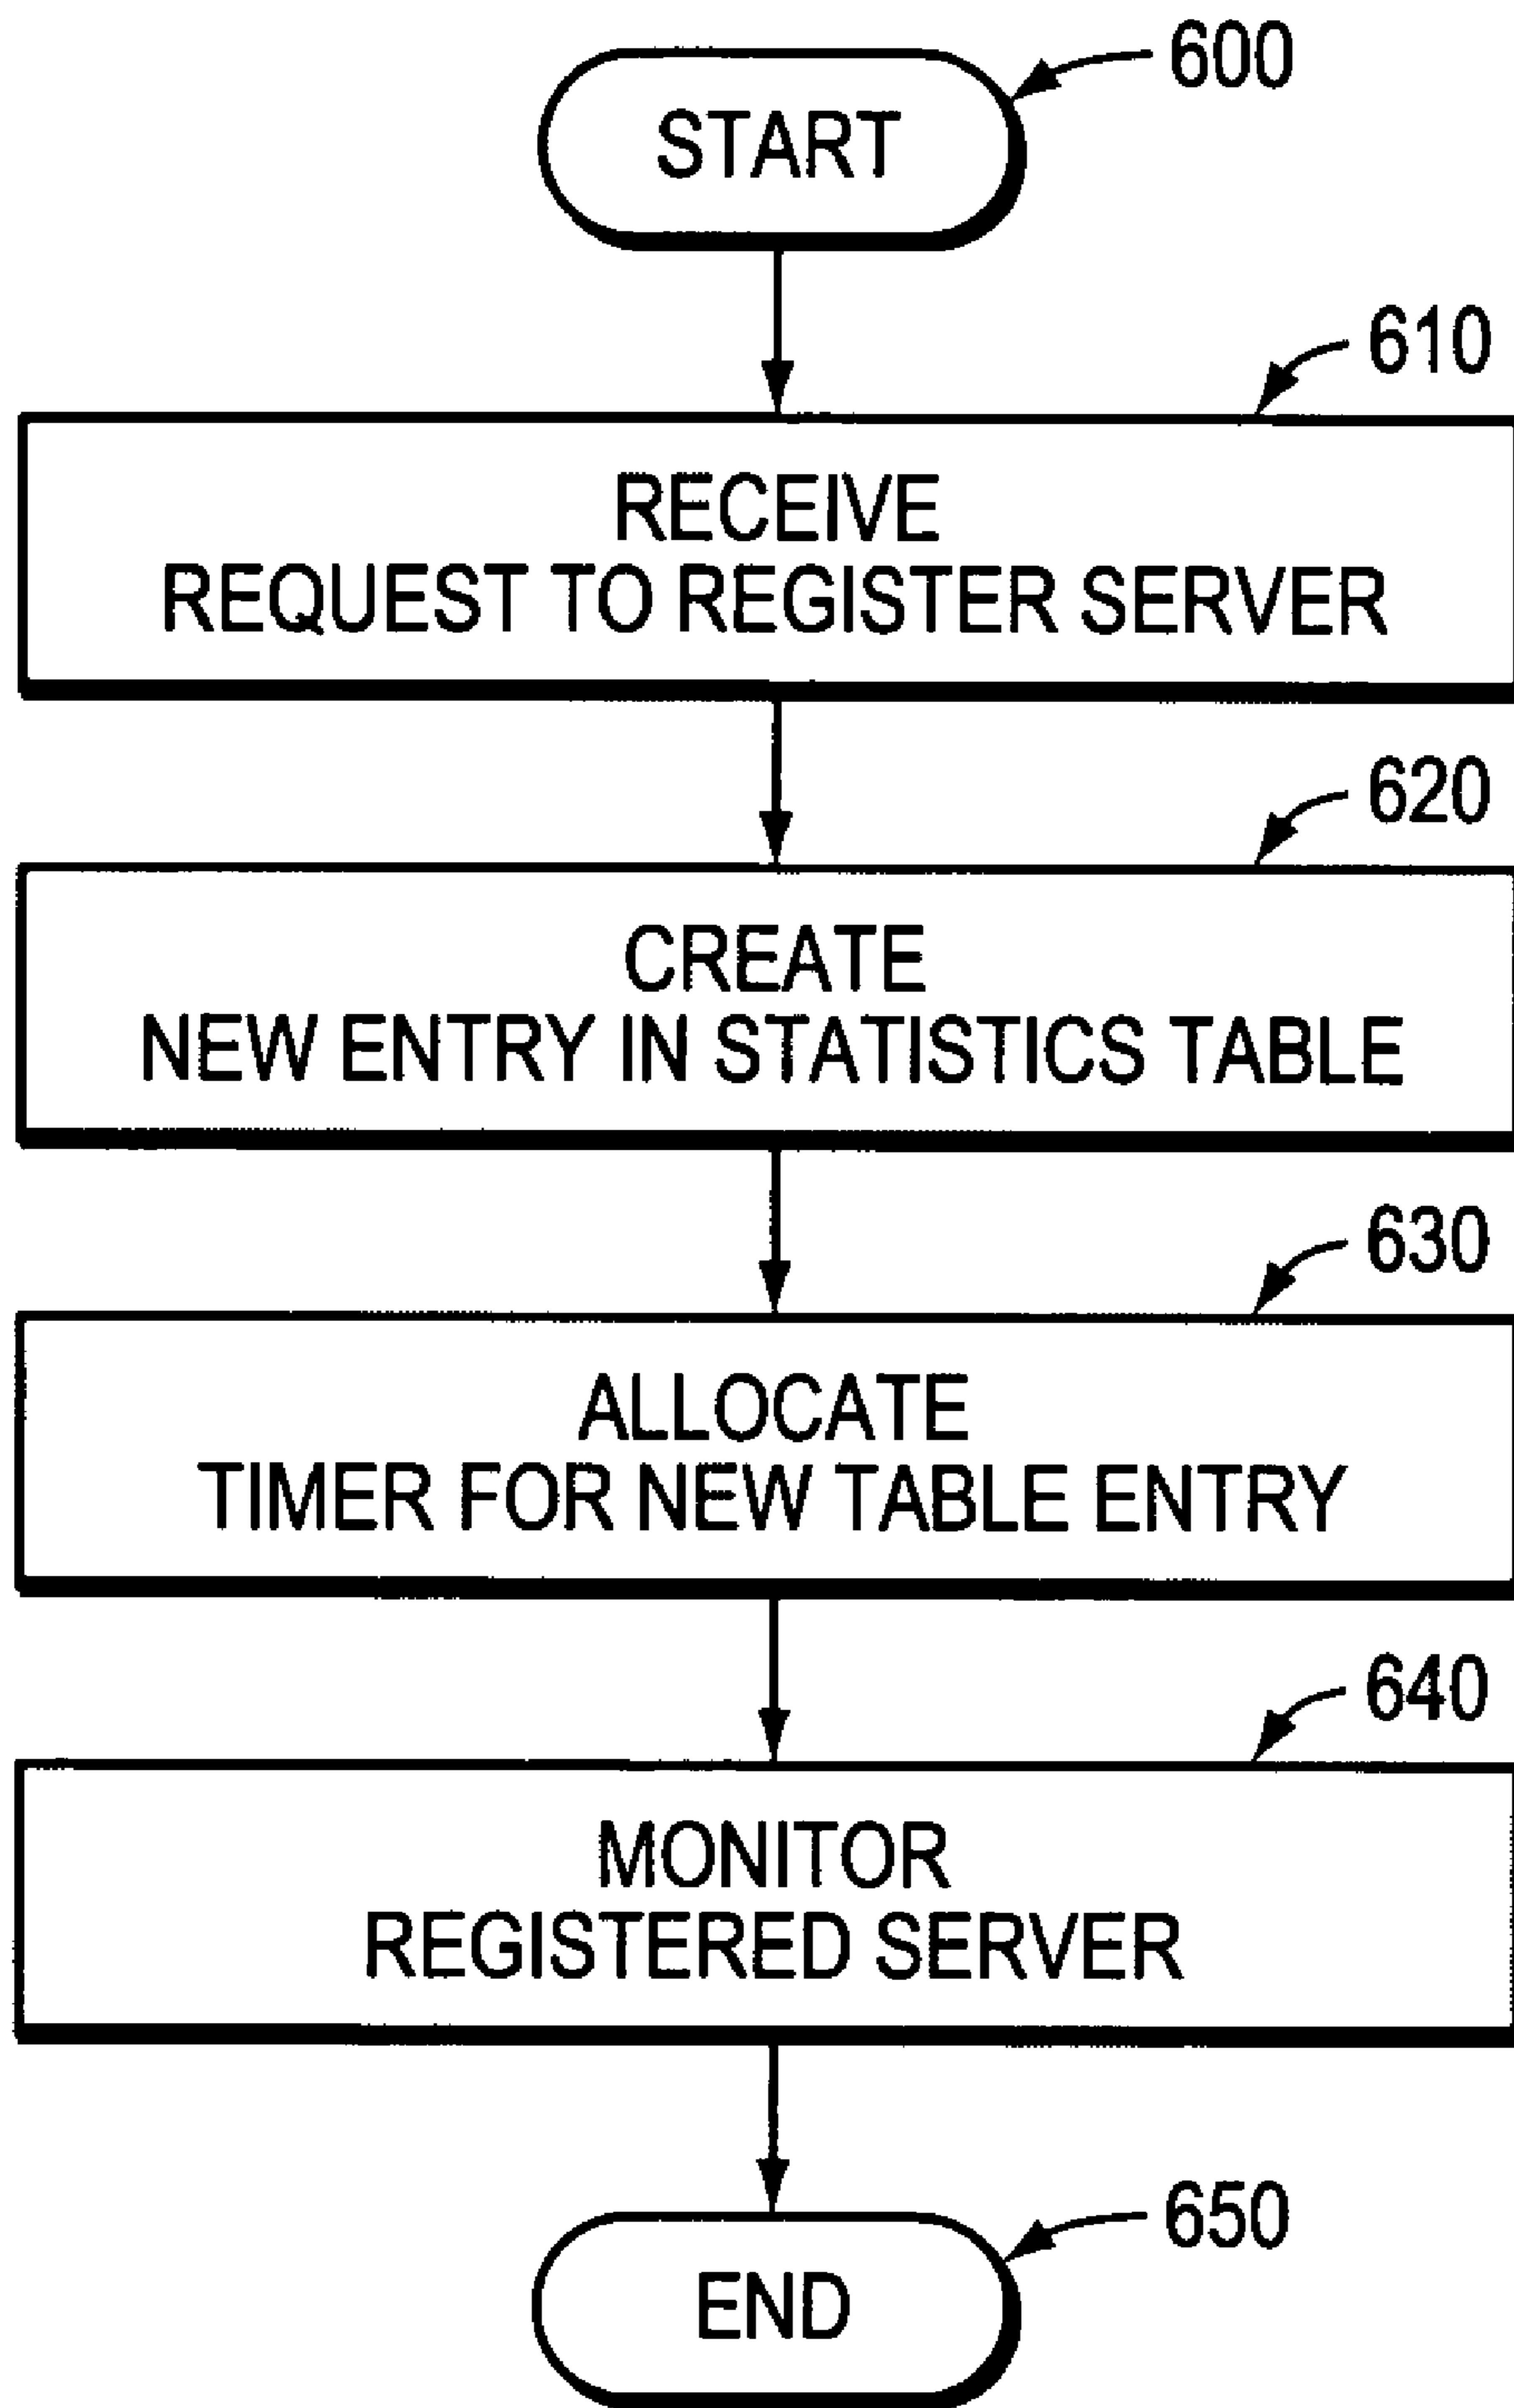 600
START
610
RECEIVE
REQUEST TO REGISTER SERVER
620
CREATE
NEW ENTRY IN STATISTICS TABLE
630
ALLOCATE
TIMER FOR NEW TABLE ENTRY
640
MONITOR
REGISTERED SERVER
650
END